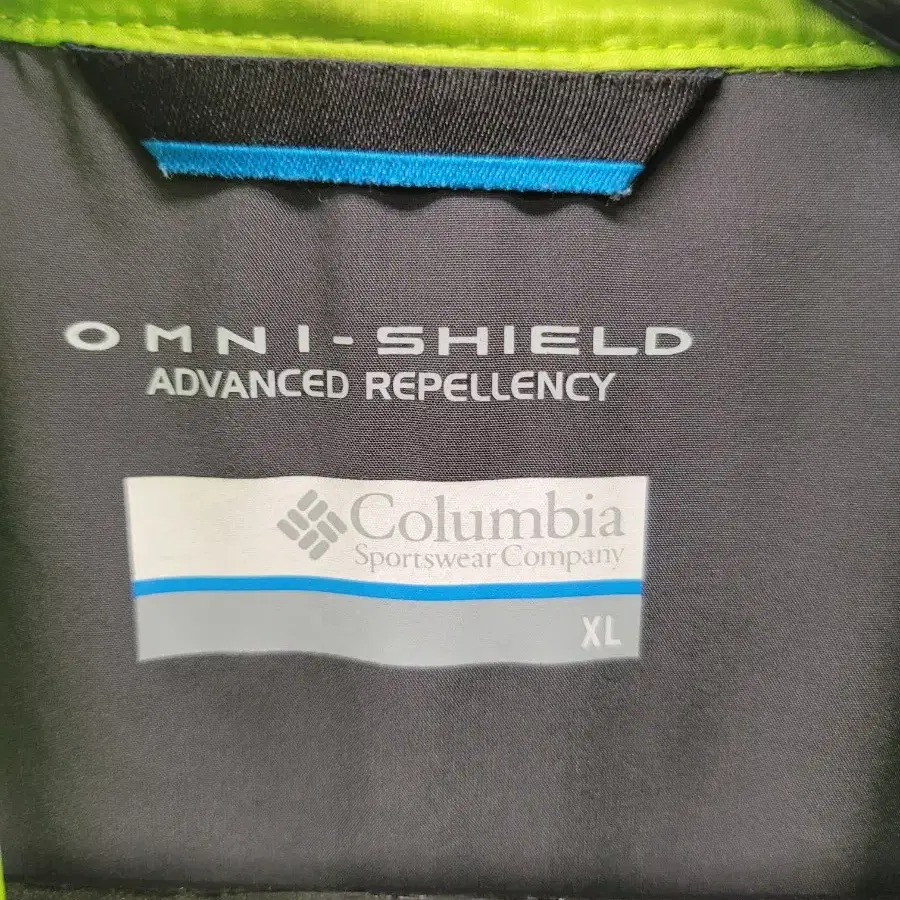 OMNI-SHIELD
ADVANCED REPELLENCY
Columbia
Sportswear Company
XL